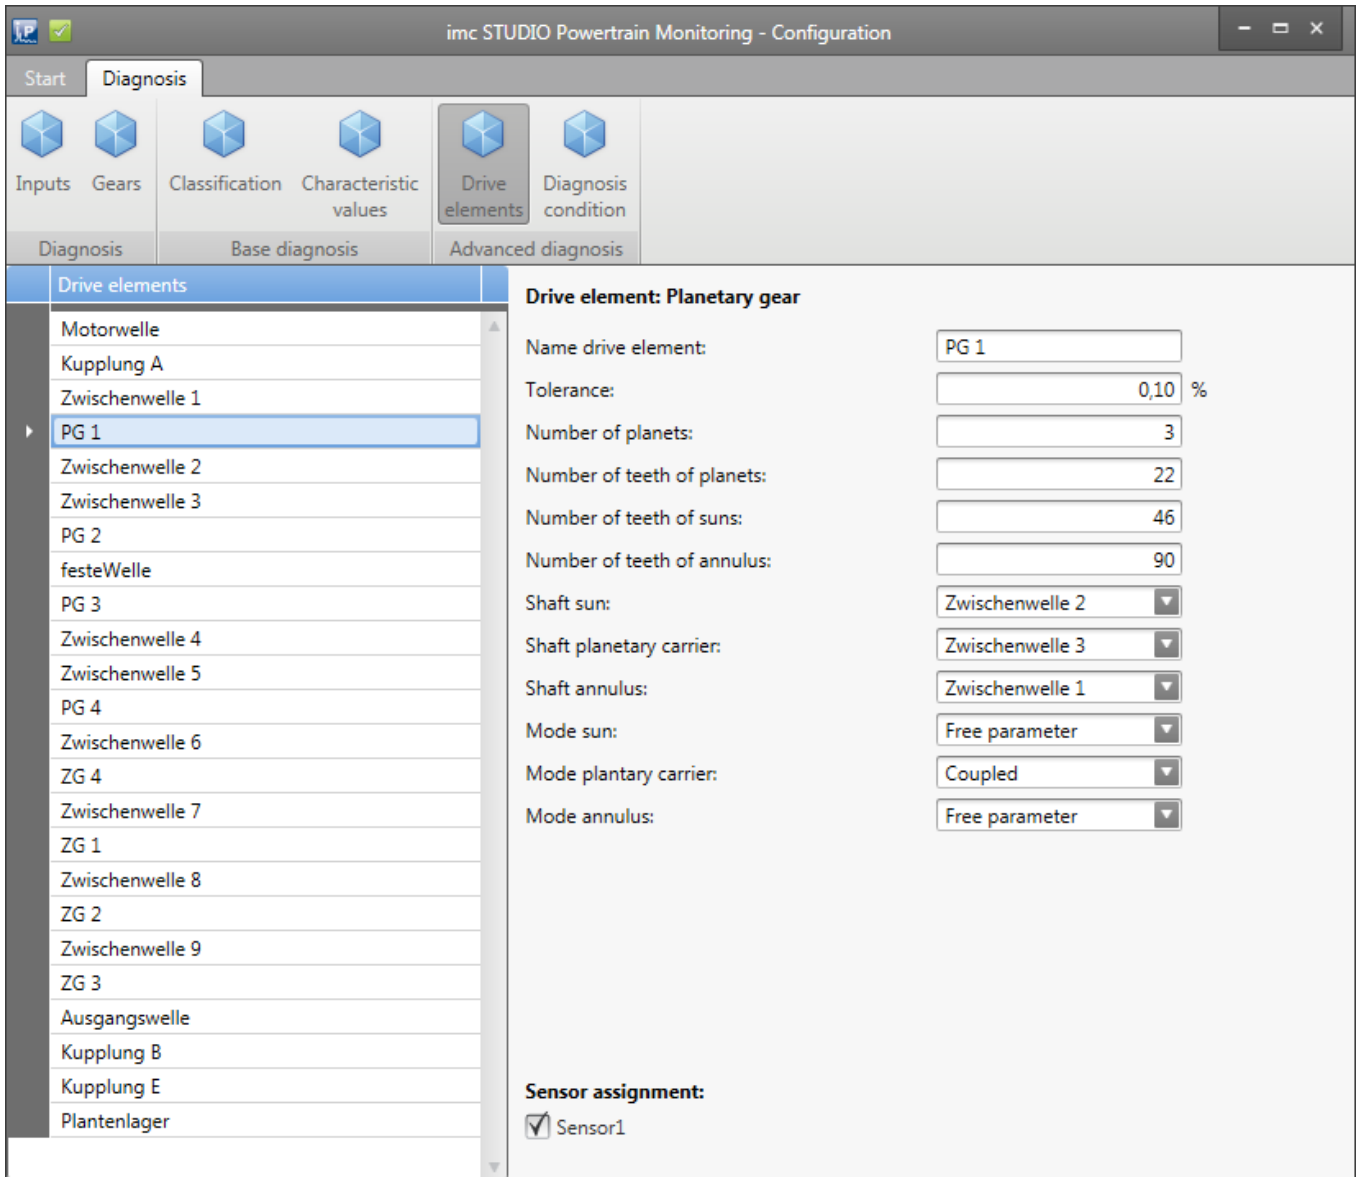 imc STUDIO Powertrain Monitoring - Configuration
Start
Diagnosis
Inputs
Gears
Classification
Characteristic values
Drive elements
Diagnosis condition
Diagnosis
Base diagnosis
Advanced diagnosis
Drive elements
Motorwelle
Kupplung A
Zwischenwelle 1
PG 1
Zwischenwelle 2
Zwischenwelle 3
PG 2
festeWelle
PG 3
Zwischenwelle 4
Zwischenwelle 5
PG 4
Zwischenwelle 6
ZG 4
Zwischenwelle 7
ZG 1
Zwischenwelle 8
ZG 2
Zwischenwelle 9
ZG 3
Ausgangswelle
Kupplung B
Kupplung E
Plantenlager
Drive element: Planetary gear
Name drive element: PG 1
Tolerance: 0,10 %
Number of planets: 3
Number of teeth of planets: 22
Number of teeth of suns: 46
Number of teeth of annulus: 90
Shaft sun: Zwischenwelle 2
Shaft planetary carrier: Zwischenwelle 3
Shaft annulus: Zwischenwelle 1
Mode sun: Free parameter
Mode plantary carrier: Coupled
Mode annulus: Free parameter
Sensor assignment:
Sensor1